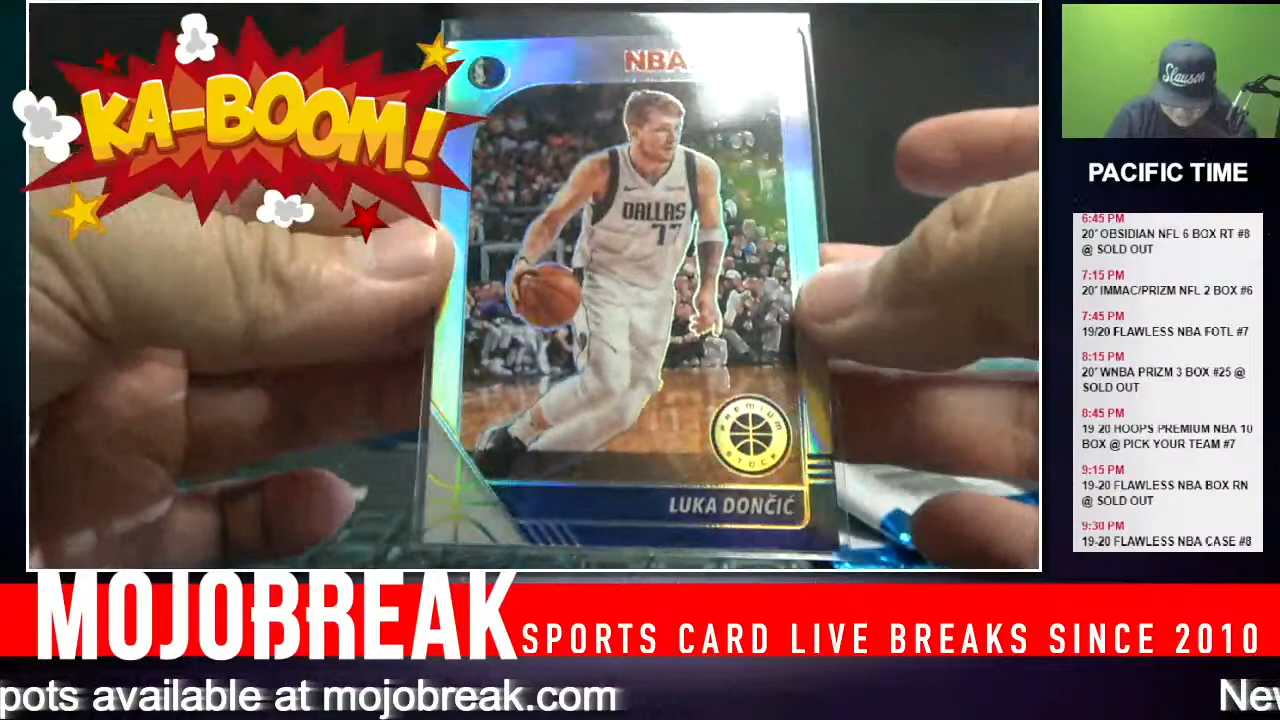 KA-BOOM!
NBA
DALLAS
77
PREMIUM
STOCK
LUKA DONČIĆ
Slauson
PACIFIC TIME
6:45 PM
20' OBSIDIAN NFL 6 BOX RT #8
@ SOLD OUT
7:15 PM
20' IMMAC/PRIZM NFL 2 BOX #6
7:45 PM
19/20 FLAWLESS NBA FOTL #7
8:15 PM
20' WNBA PRIZM 3 BOX #25 @
SOLD OUT
8:45 PM
19-20 HOOPS PREMIUM NBA 10
BOX @ PICK YOUR TEAM #7
9:15 PM
19-20 FLAWLESS NBA BOX RN
@ SOLD OUT
9:30 PM
19-20 FLAWLESS NBA CASE #8
MOJOBREAK
SPORTS CARD LIVE BREAKS SINCE 2010
pots available at mojobreak.com
New